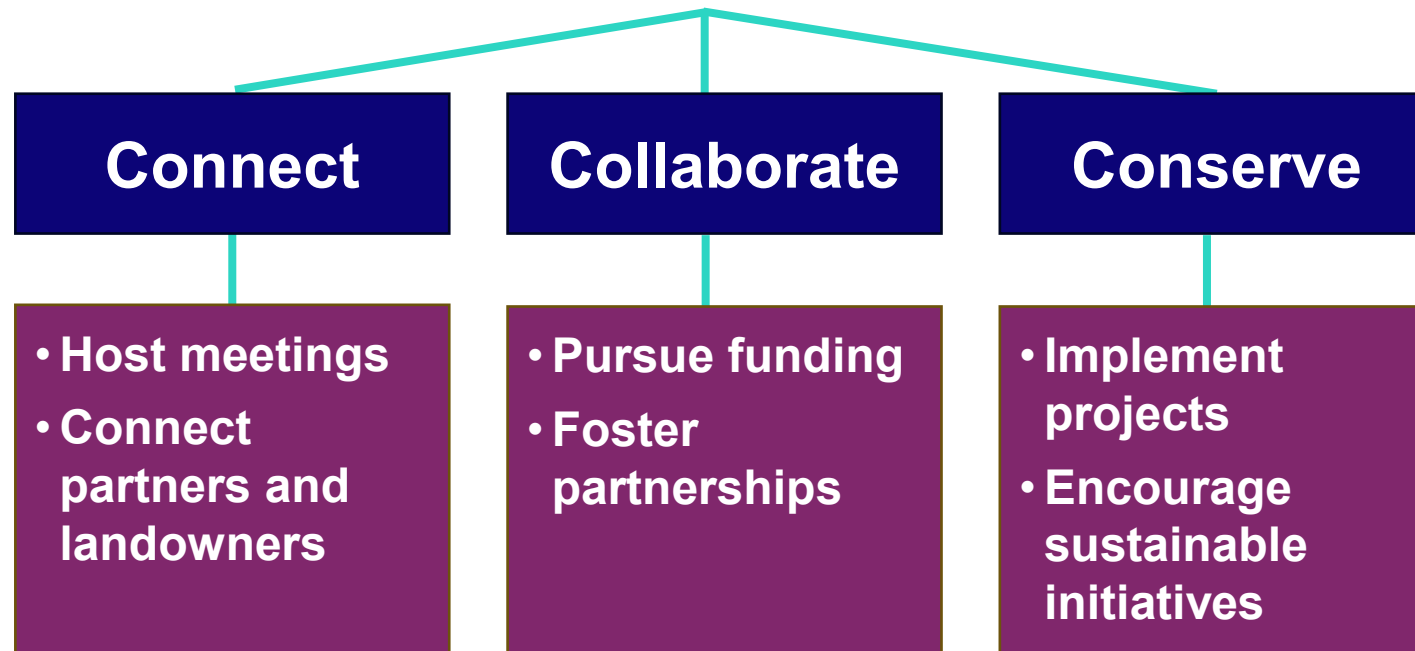 Connect
Collaborate
Conserve
• Host meetings
• Connect
partners and
landowners
• Pursue funding
• Foster
partnerships
• Implement
projects
• Encourage
sustainable
initiatives